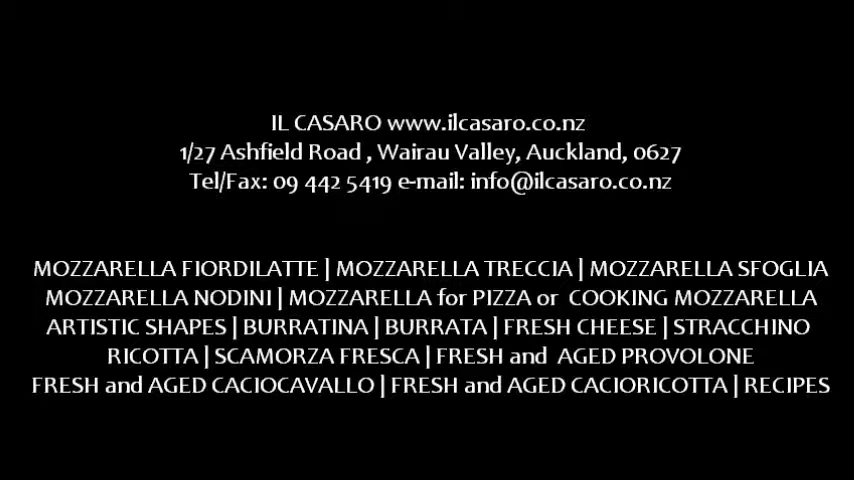 IL CASARO www.ilcasaro.co.nz
1/27 Ashfield Road , Wairau Valley, Auckland, 0627
Tel/Fax: 09 442 5419 e-mail: info@ilcasaro.co.nz
MOZZARELLA FIORDILATTE | MOZZARELLA TRECCIA | MOZZARELLA SFOGLIA
MOZZARELLA NODINI | MOZZARELLA for PIZZA or COOKING MOZZARELLA
ARTISTIC SHAPES | BURRATINA | BURRATA | FRESH CHEESE | STRACCHINO
RICOTTA | SCAMORZA FRESCA | FRESH and AGED PROVOLONE
FRESH and AGED CACIOCAVALLO | FRESH and AGED CACIORICOTTA | RECIPES